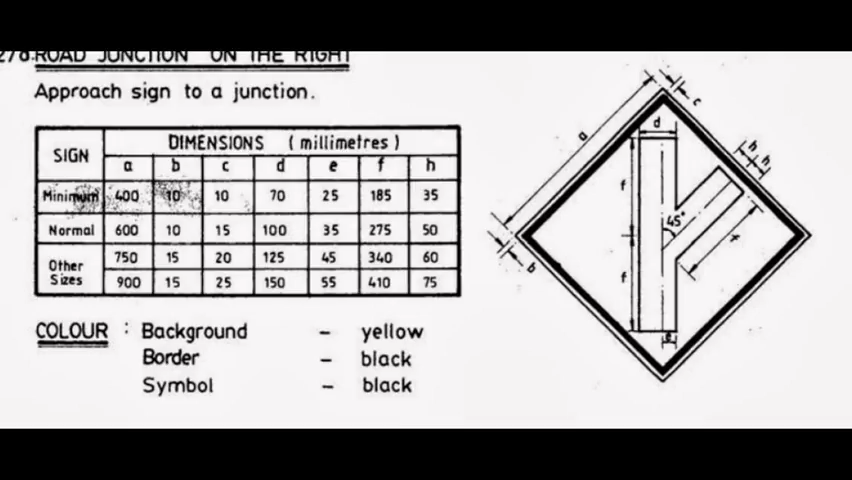 ROAD JUNCTION ON THE RIGHT
Approach sign to a junction.
SIGN DIMENSIONS (millimetres)
a b c d e f h
Minimum 400 10 10 70 25 185 35
Normal 600 10 15 100 35 275 50
Other Sizes 750 15 20 125 45 340 60
900 15 25 150 55 410 75
COLOUR : Background - yellow
Border - black
Symbol - black
a
c
d
h h
f
45°
f
f
b
e